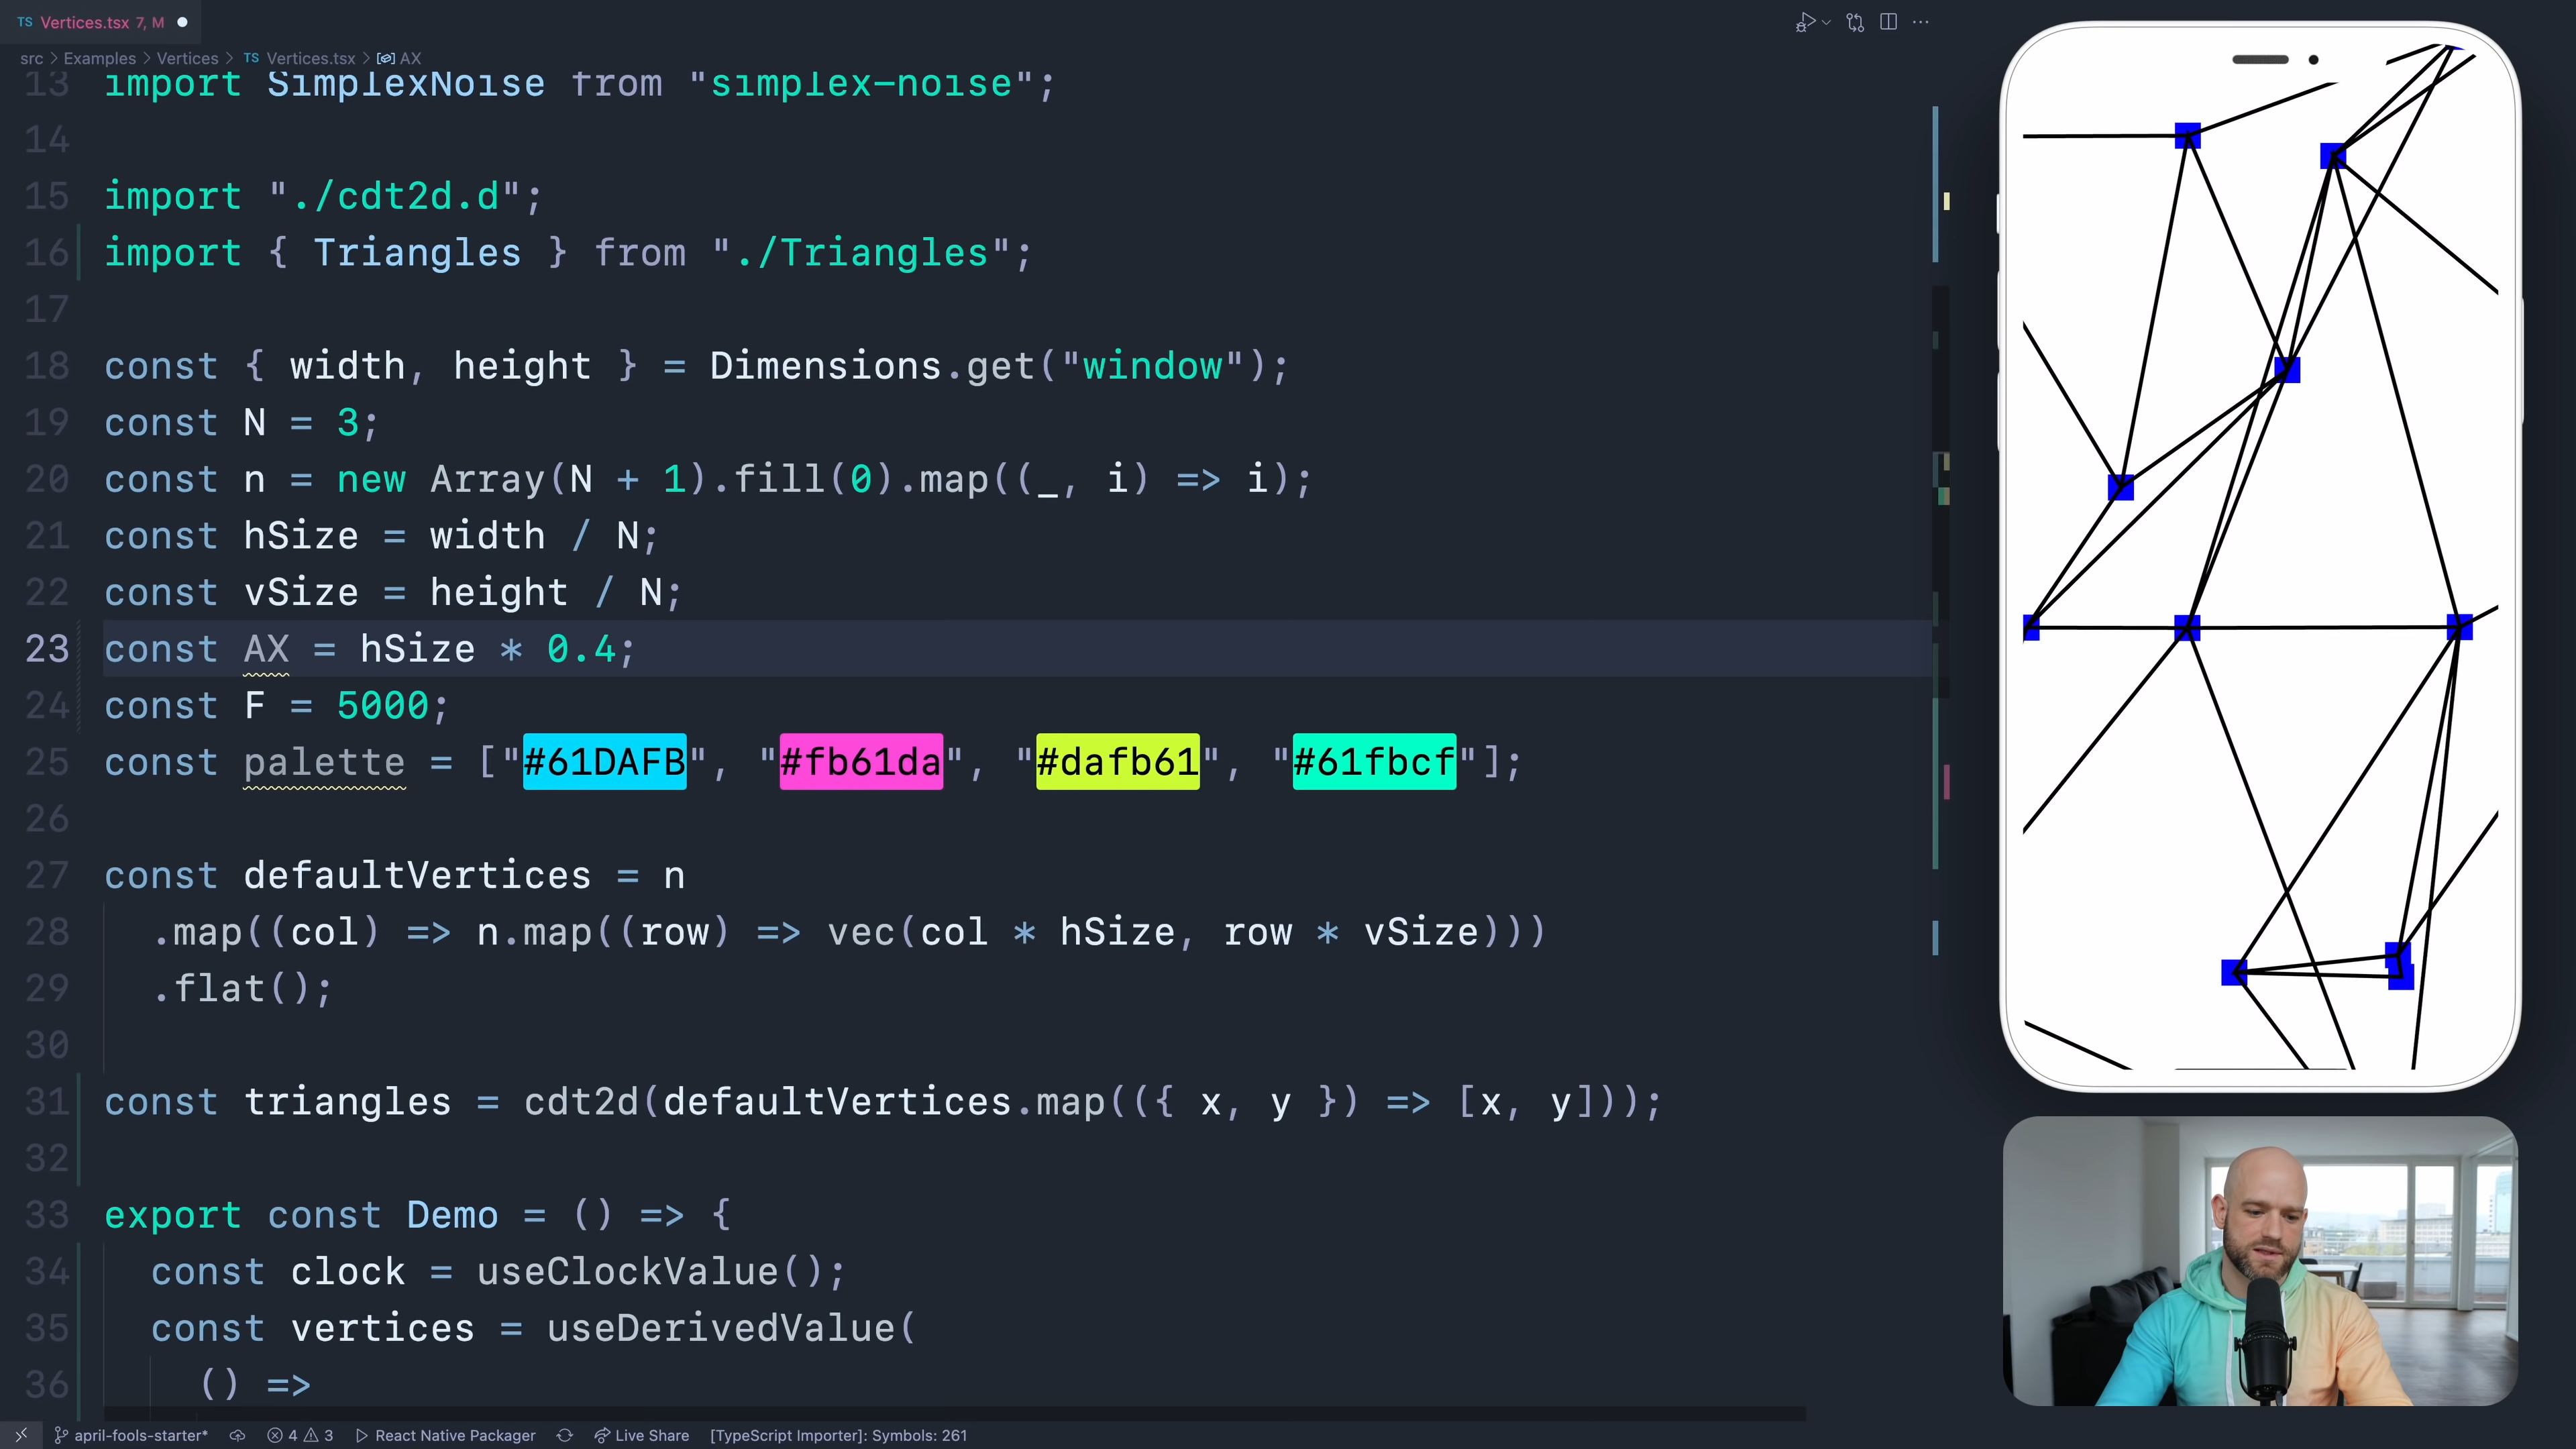 TS Vertices.tsx 7, M
src > Examples > Vertices > TS Vertices.tsx > AX
13 import SimplexNoise from "simplex-noise";
14
15 import "./cdt2d.d";
16 import { Triangles } from "./Triangles";
17
18 const { width, height } = Dimensions.get("window");
19 const N = 3;
20 const n = new Array(N + 1).fill(0).map((_, i) => i);
21 const hSize = width / N;
22 const vSize = height / N;
23 const AX = hSize * 0.4;
24 const F = 5000;
25 const palette = ["#61DAFB", "#fb61da", "#dafb61", "#61fbcf"];
26
27 const defaultVertices = n
28 .map((col) => n.map((row) => vec(col * hSize, row * vSize)))
29 .flat();
30
31 const triangles = cdt2d(defaultVertices.map(({ x, y }) => [x, y]));
32
33 export const Demo = () => {
34 const clock = useClockValue();
35 const vertices = useDerivedValue(
36 () =>
april-fools-starter* 4 3 React Native Packager Live Share [TypeScript Importer]: Symbols: 261